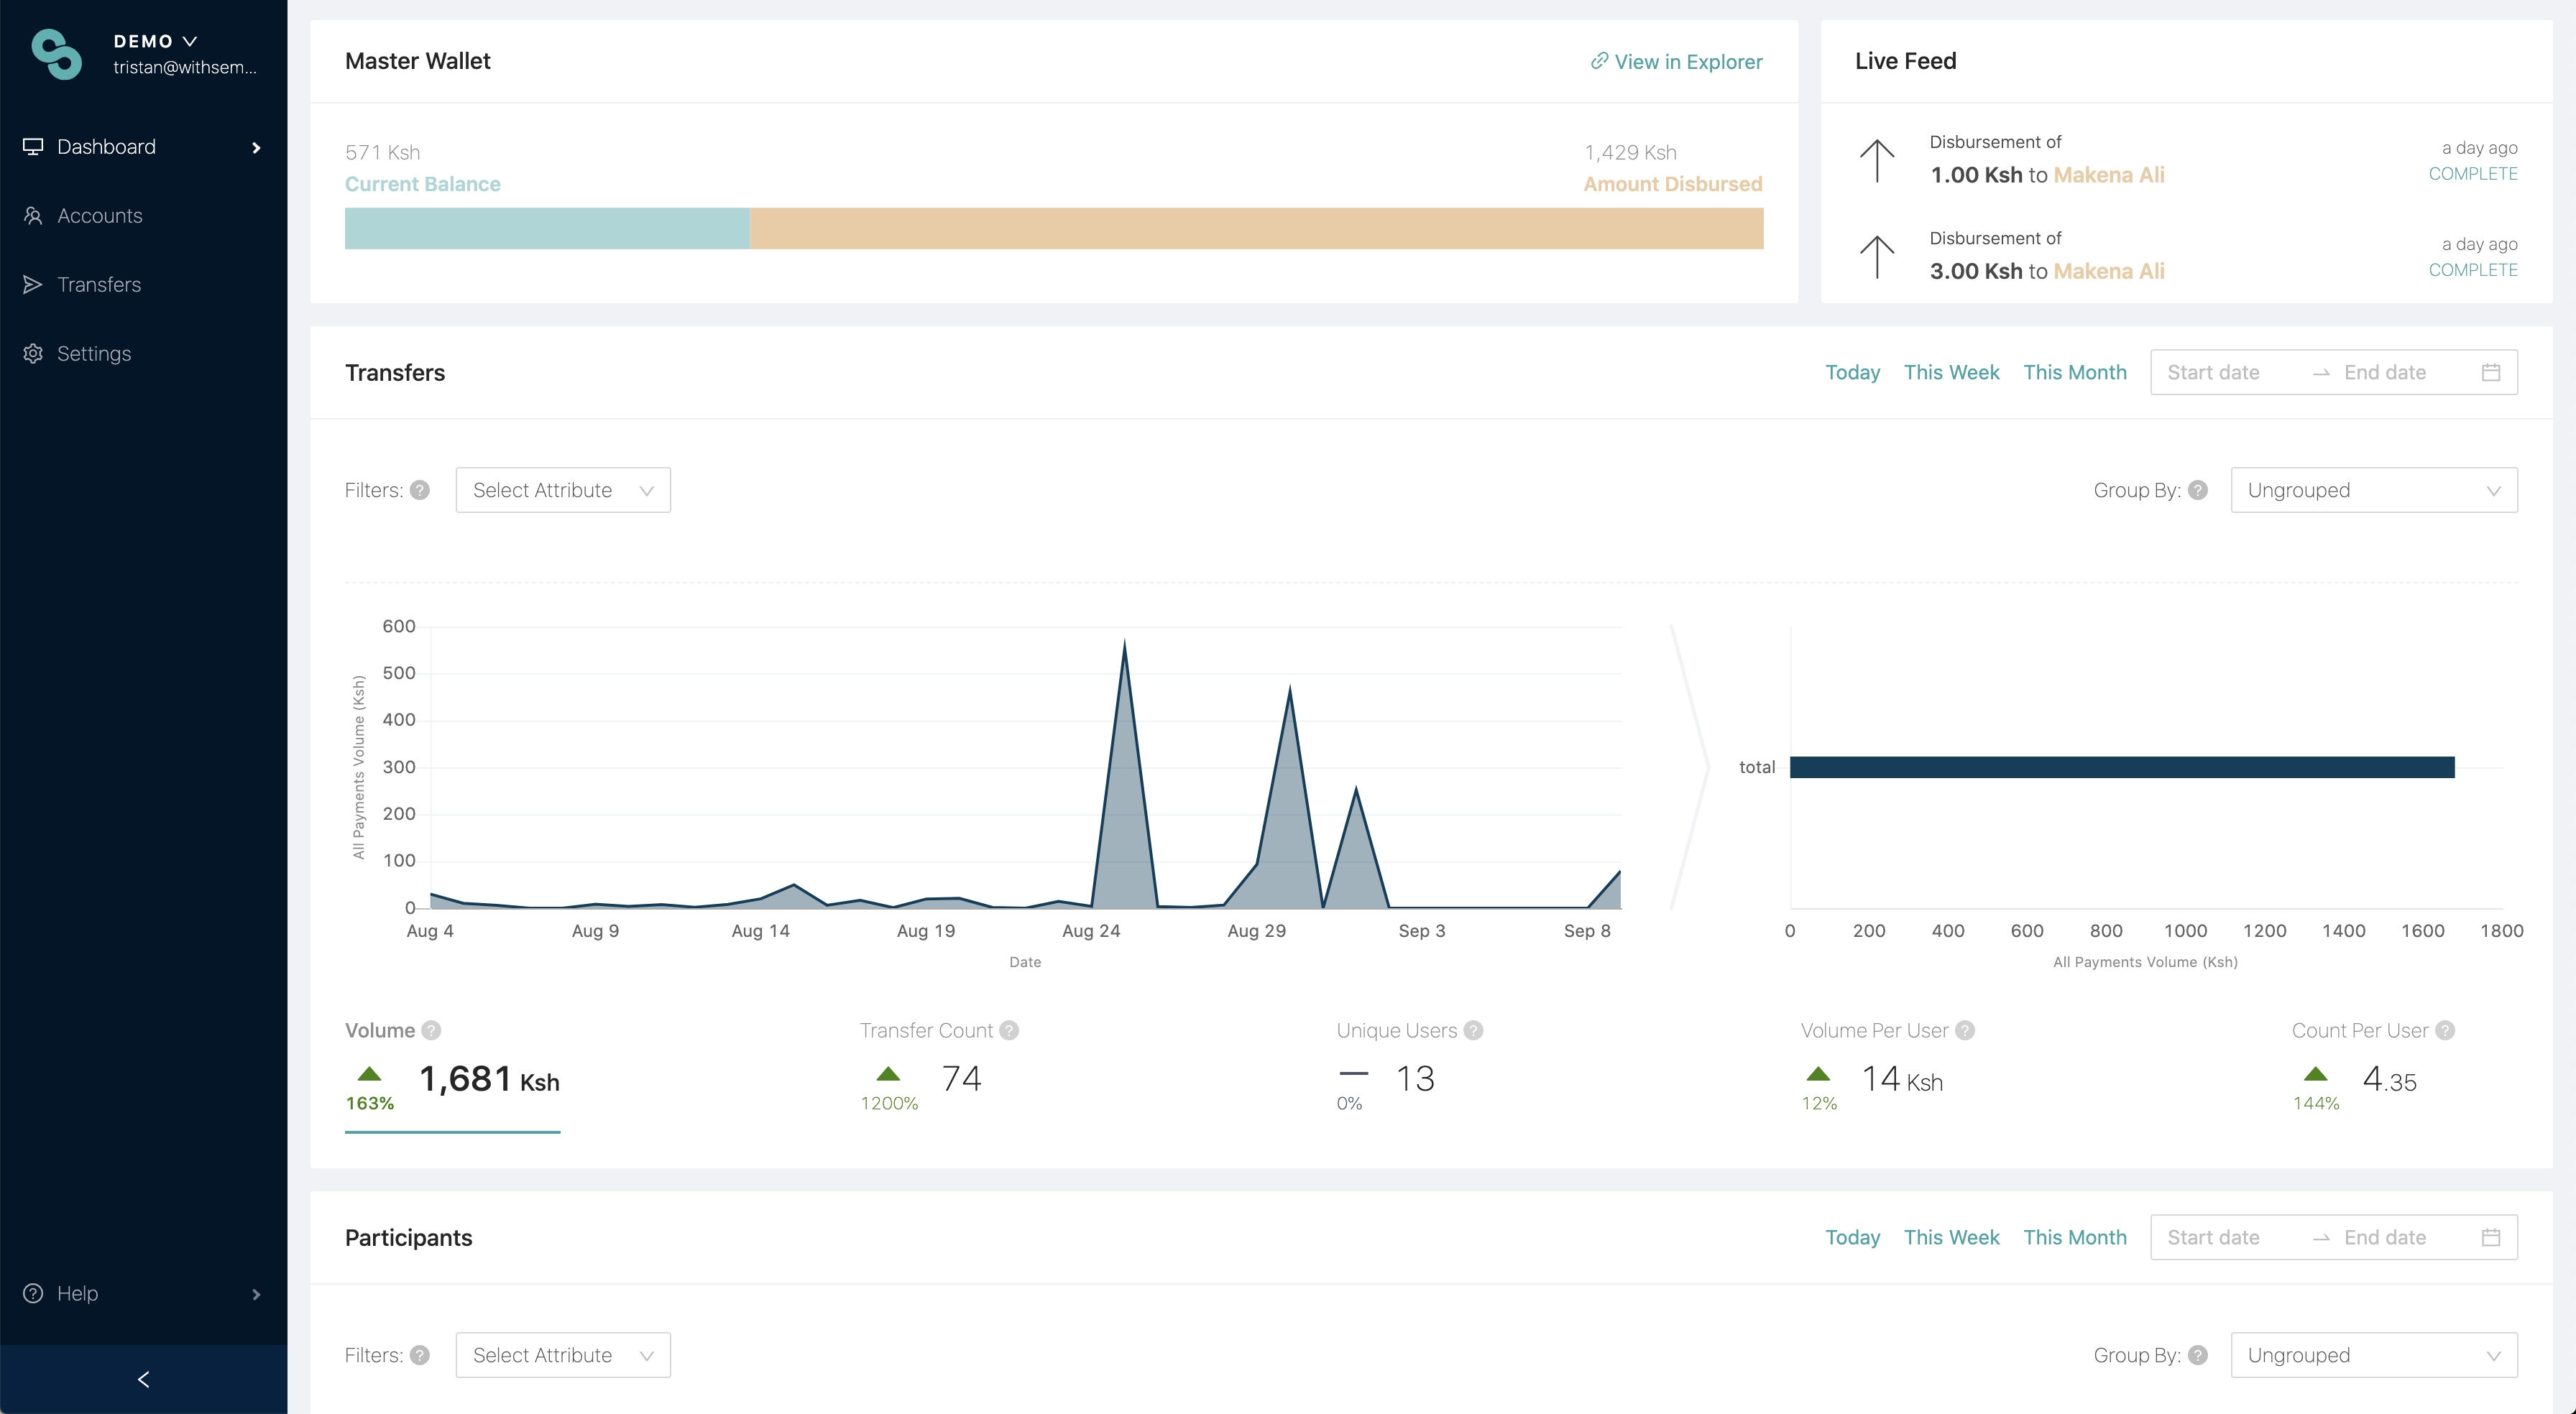 DEMO
tristan@withsem...
Dashboard
Accounts
Transfers
Settings
Help
Master Wallet
View in Explorer
571 Ksh
1,429 Ksh
Current Balance
Amount Disbursed
Live Feed
Disbursement of
1.00 Ksh to Makena Ali
a day ago
COMPLETE
Disbursement of
3.00 Ksh to Makena Ali
a day ago
COMPLETE
Transfers
Today This Week This Month Start date End date
Filters: ? Select Attribute
Group By: ? Ungrouped
All Payments Volume (Ksh)
600
500
400
300
200
100
0
Aug 4 Aug 9 Aug 14 Aug 19 Aug 24 Aug 29 Sep 3 Sep 8
Date
total
0 200 400 600 800 1000 1200 1400 1600 1800
All Payments Volume (Ksh)
Volume ?
163%
1,681 Ksh
Transfer Count ?
1200%
74
Unique Users ?
0%
13
Volume Per User ?
12%
14 Ksh
Count Per User ?
144%
4.35
Participants
Today This Week This Month Start date End date
Filters: ? Select Attribute
Group By: ? Ungrouped